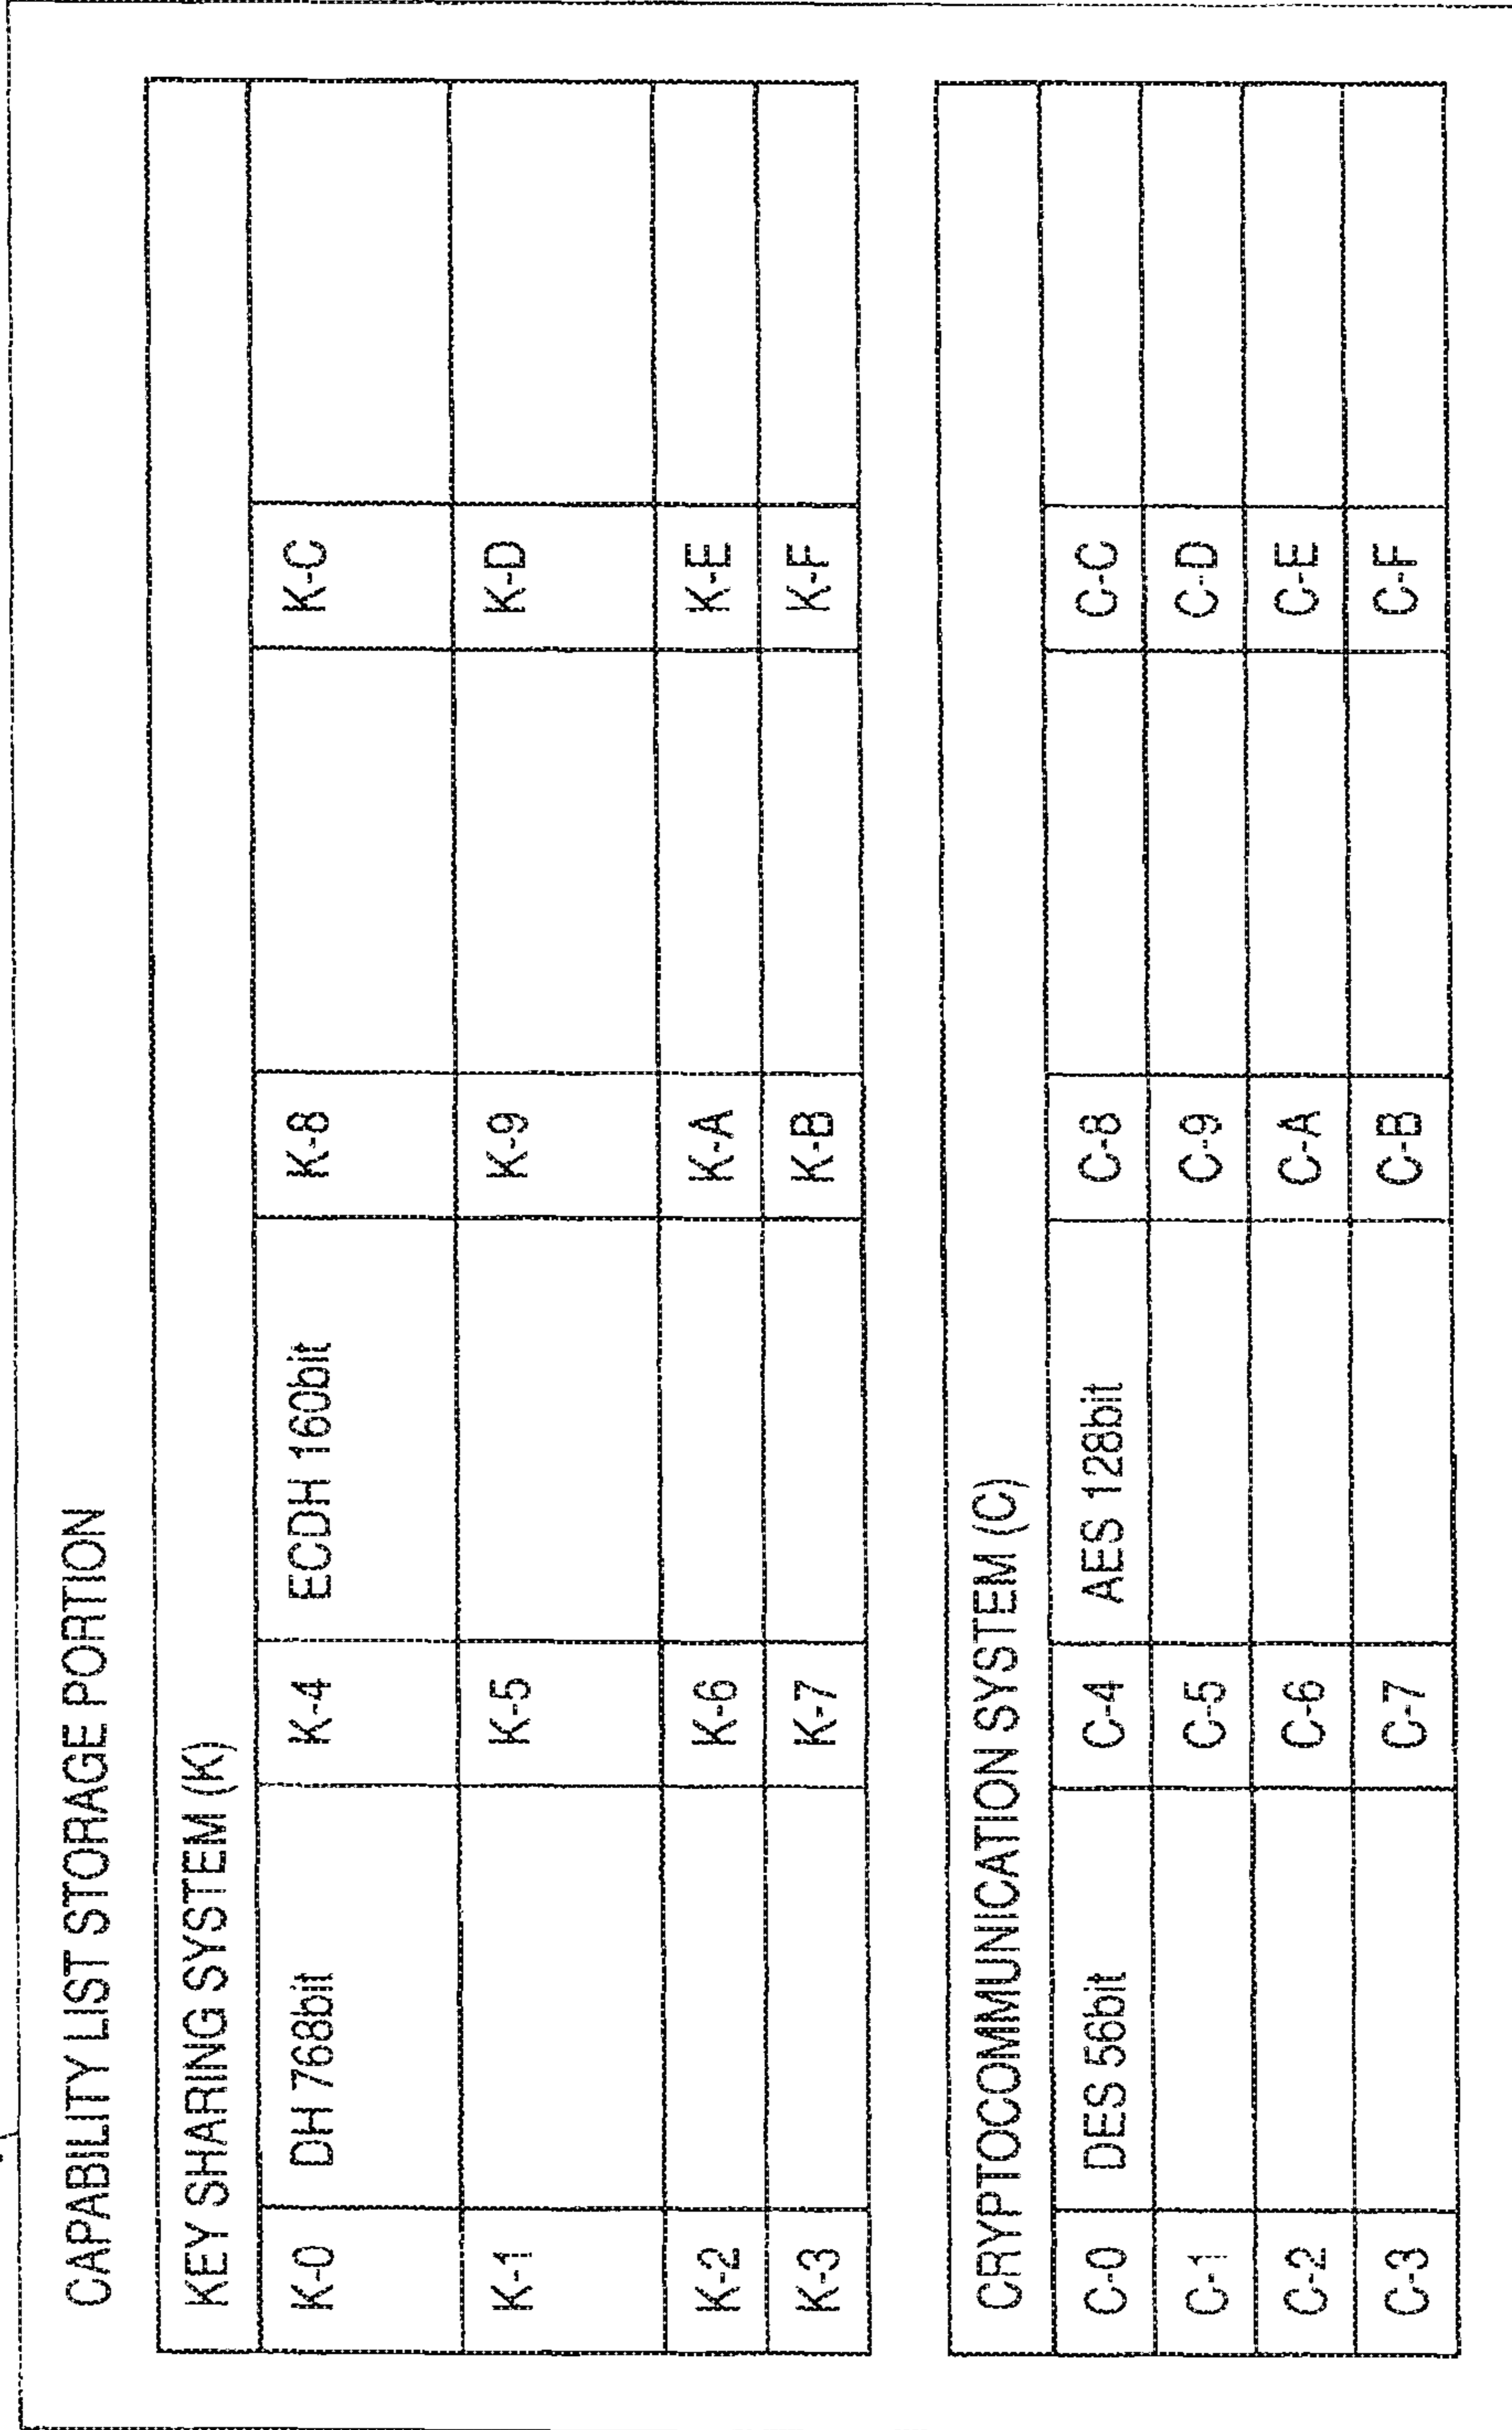 CAPABILITY LIST STORAGE PORTION
KEY SHARING SYSTEM (K)
K-0 DH 768bit K-4 ECDH 160bit K-8 K-C
K-1 K-5 K-9 K-D
K-2 K-6 K-A K-E
K-3 K-7 K-B K-F
CRYPTOCOMMUNICATION SYSTEM (C)
C-0 DES 56bit C-4 AES 128bit C-8 C-C
C-1 C-5 C-9 C-D
C-2 C-6 C-A C-E
C-3 C-7 C-B C-F